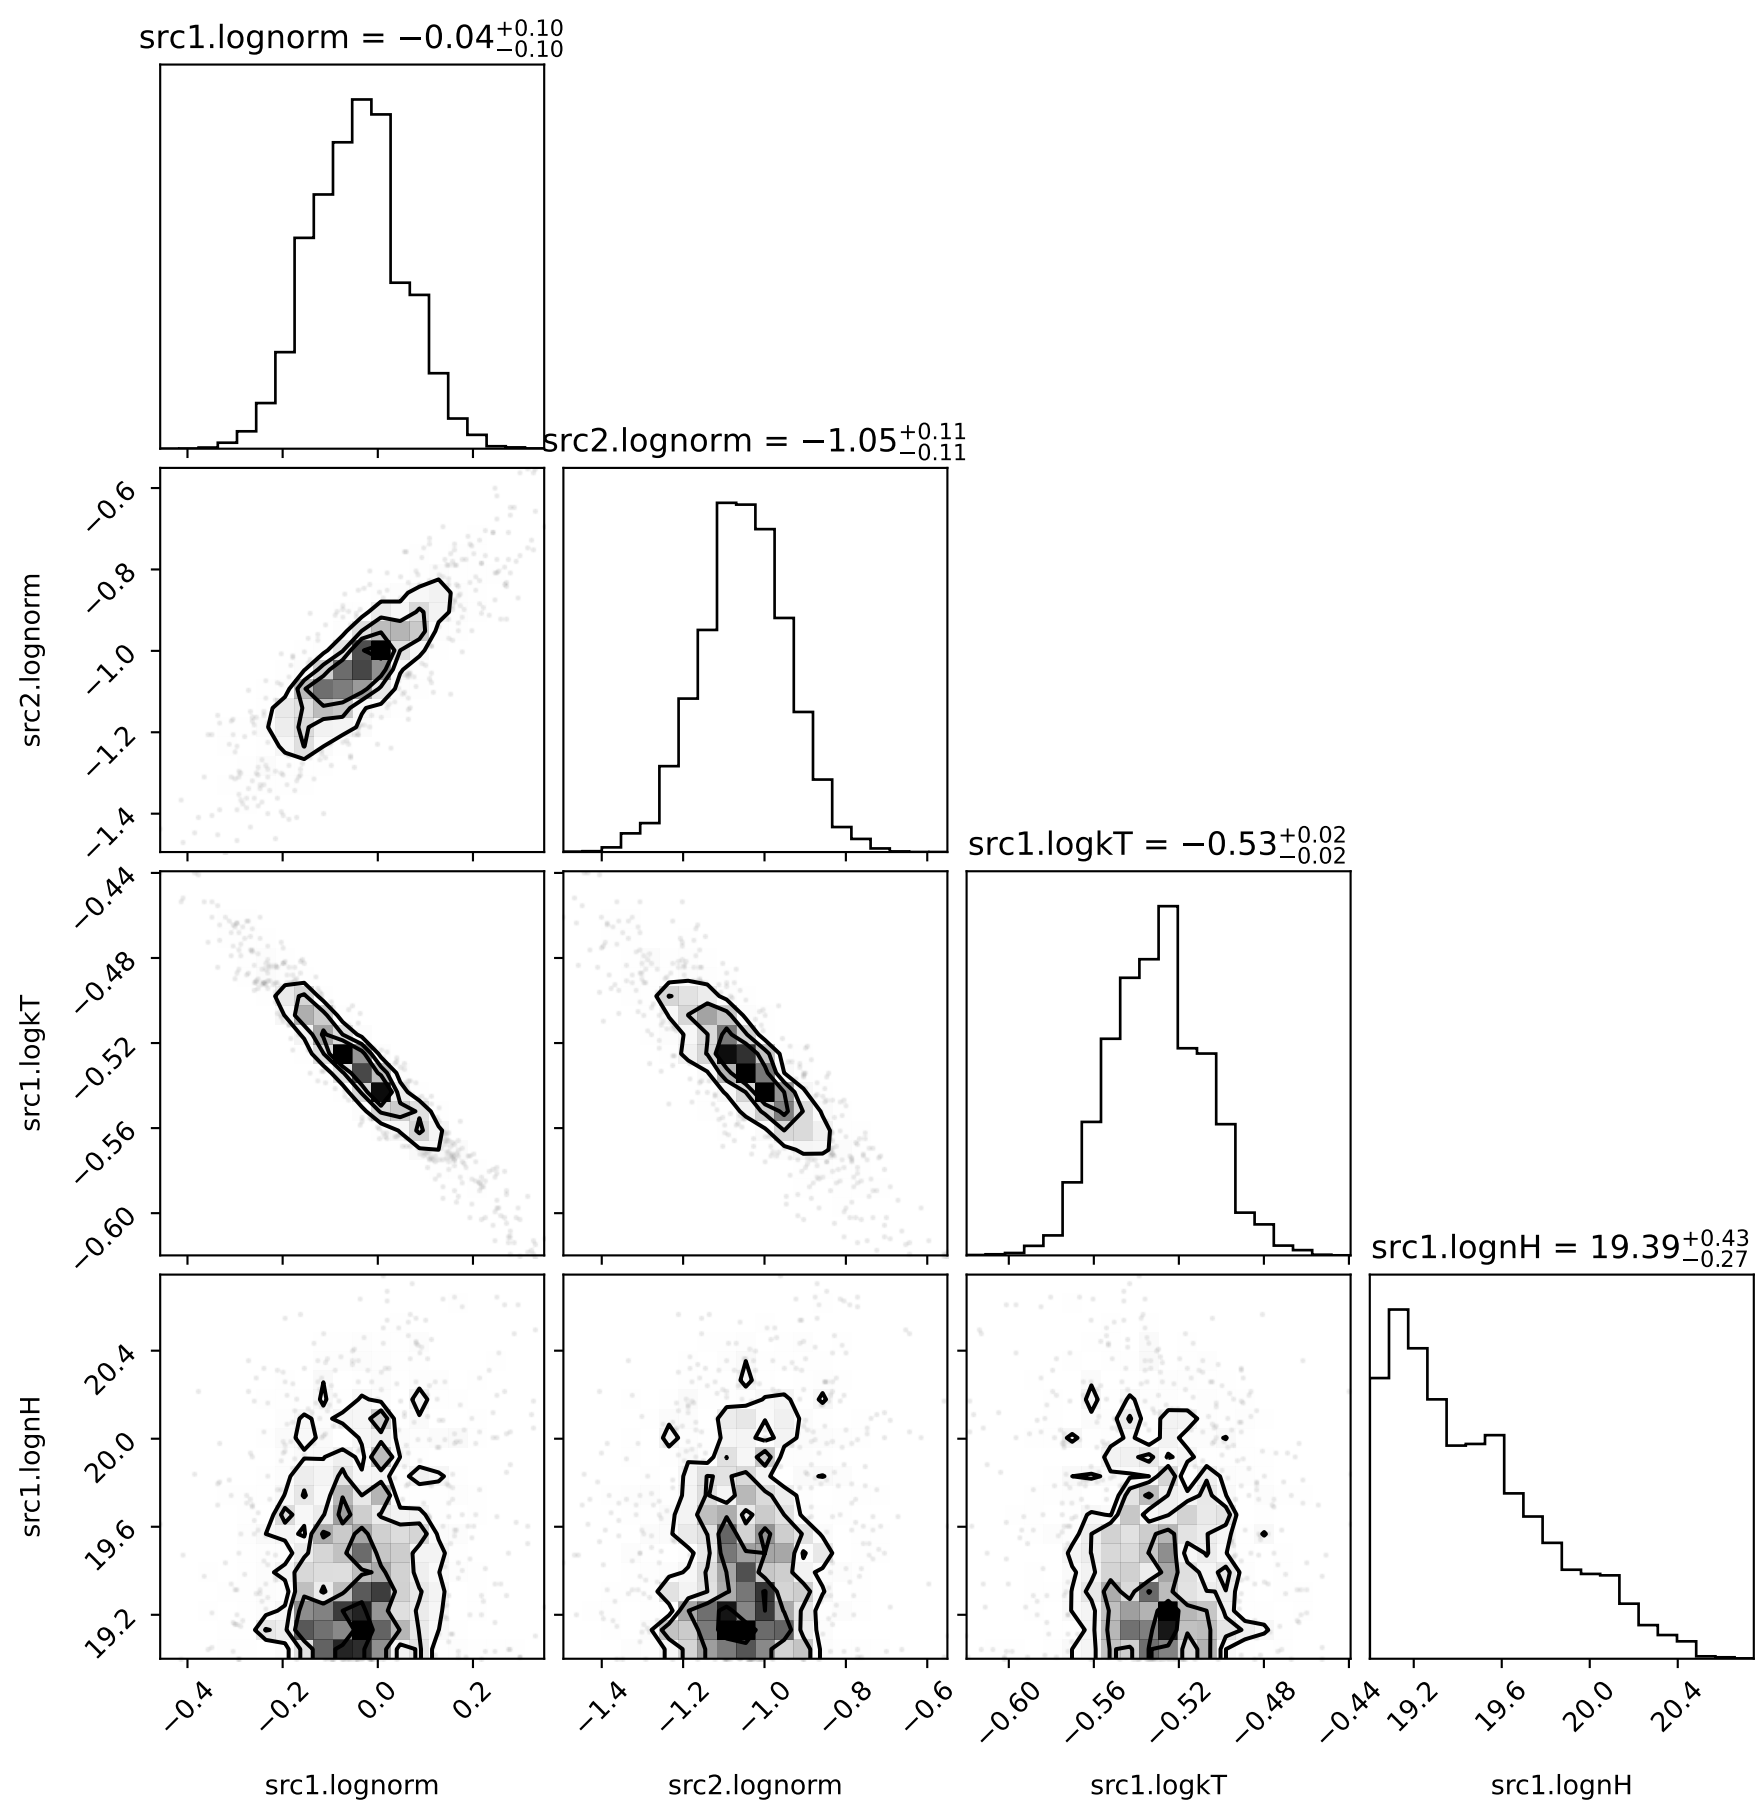 src1.lognorm = −0.04+0.10−0.10
src2.lognorm = −1.05+0.11−0.11
−0.6
−0.8
−1.0
−1.2
−1.4
src2.lognorm
src1.logkT = −0.53+0.02−0.02
−0.44
−0.48
−0.52
−0.56
−0.60
src1.logkT
src1.lognH = 19.39+0.43−0.27
20.4
20.0
19.6
19.2
src1.lognH
−0.4 −0.2 0.0 0.2
−1.4 −1.2 −1.0 −0.8 −0.6
−0.60 −0.56 −0.52 −0.48 −0.44
19.2 19.6 20.0 20.4
src1.lognorm
src2.lognorm
src1.logkT
src1.lognH